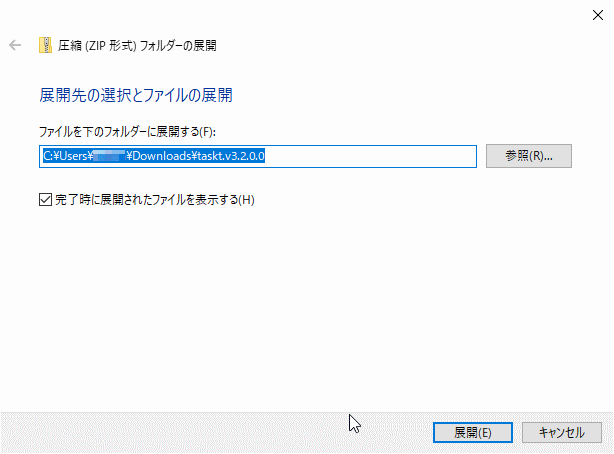 圧縮 (ZIP 形式) フォルダーの展開
展開先の選択とファイルの展開
ファイルを下のフォルダーに展開する(F):
C:¥Users¥ ¥Downloads¥taskt.v3.2.0.0
参照(R)...
完了時に展開されたファイルを表示する(H)
展開(E)
キャンセル